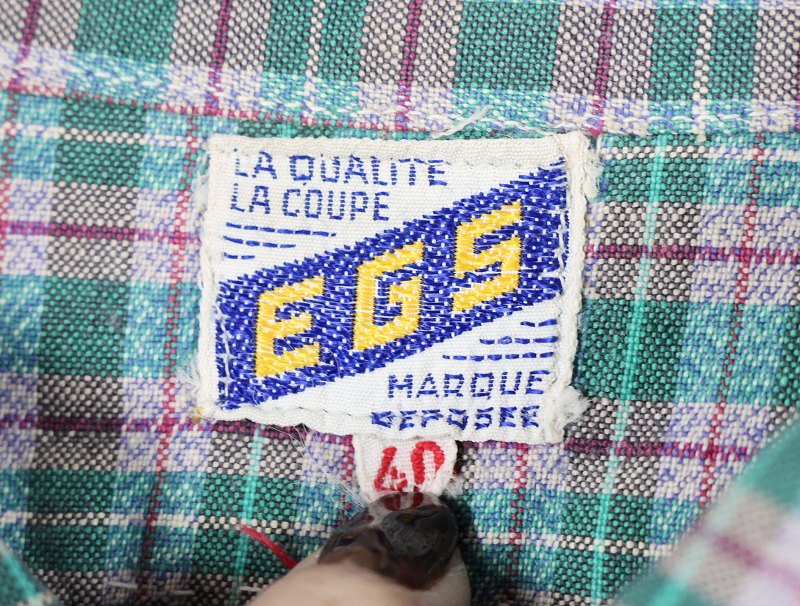 LA QUALITE
LA COUPE
EGS
MARQUE
DEPOSEE
40